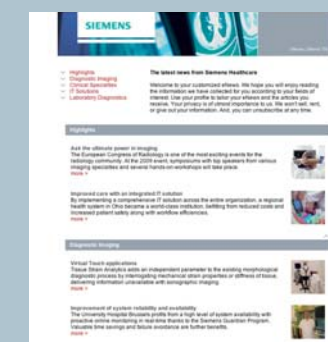 SIEMENS
Highlights
Diagnostic Imaging
Clinical Specialties
IT Solutions
Laboratory Diagnostics
The latest news from Siemens Healthcare
Welcome to your customized eNews. We hope you will enjoy reading
the information we have collected for you according to your fields of
interest. Use your profile to tailor your eNews and the articles you
receive. Your privacy is of utmost importance to us. We won't sell, rent,
or give out your information. And, you can unsubscribe at any time.
Highlights
Ask the ultimate power in imaging
The European Congress of Radiology is one of the most exciting events for the
radiology community. At the 2009 event, symposiums with top speakers from various
imaging specialties and several hands-on workshops will take place.
more >
Improved care with an integrated IT solution
By implementing a comprehensive IT solution across the entire organization, a regional
health system in Ohio became a world-class institution, befitting from reduced costs and
increased patient safety along with workflow efficiencies.
more >
Diagnostic Imaging
Virtual Touch applications
Tissue Strain Analytics adds an independent parameter to the existing morphological
diagnostic process by interrogating mechanical strain properties or stiffness of tissue,
delivering information unavailable with sonographic imaging
more >
Improvement of system reliability and availability
The University Hospital Brussels profits from a high level of system availability with
proactive online monitoring in real-time thanks to the Siemens Guardian Program.
Valuable time savings and failure avoidance are further benefits.
more >